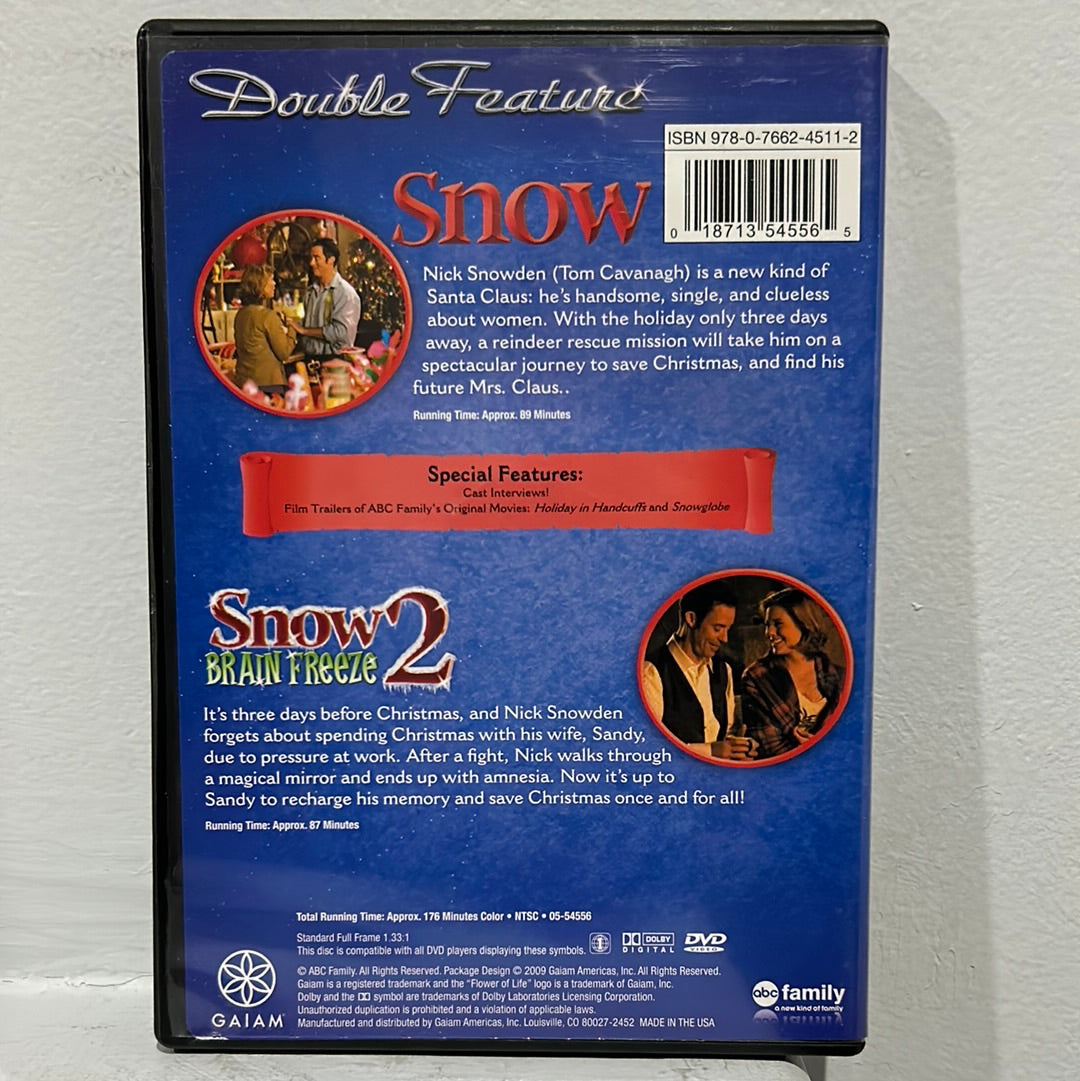 Double Feature
ISBN 978-0-7662-4511-2
0 18713 54556 5
Snow
Nick Snowden (Tom Cavanagh) is a new kind of
Santa Claus: he's handsome, single, and clueless
about women. With the holiday only three days
away, a reindeer rescue mission will take him on a
spectacular journey to save Christmas, and find his
future Mrs. Claus..
Running Time: Approx. 89 Minutes
Special Features:
Cast Interviews!
Film Trailers of ABC Family's Original Movies: Holiday in Handcuffs and Snowglobe
Snow 2
BRAIN FREEZE
It's three days before Christmas, and Nick Snowden
forgets about spending Christmas with his wife, Sandy,
due to pressure at work. After a fight, Nick walks through
a magical mirror and ends up with amnesia. Now it's up to
Sandy to recharge his memory and save Christmas once and for all!
Running Time: Approx. 87 Minutes
Total Running Time: Approx. 176 Minutes Color • NTSC • 05-54556
Standard Full Frame 1.33:1
This disc is compatible with all DVD players displaying these symbols.
1
DOLBY
DIGITAL
DVD
VIDEO
© ABC Family. All Rights Reserved. Package Design © 2009 Gaiam Americas, Inc. All Rights Reserved.
Gaiam is a registered trademark and the "Flower of Life" logo is a trademark of Gaiam, Inc.
Dolby and the DD symbol are trademarks of Dolby Laboratories Licensing Corporation.
Unauthorized duplication is prohibited and a violation of applicable laws.
Manufactured and distributed by Gaiam Americas, Inc. Louisville, CO 80027-2452 MADE IN THE USA
GAIAM
abc family
a new kind of family